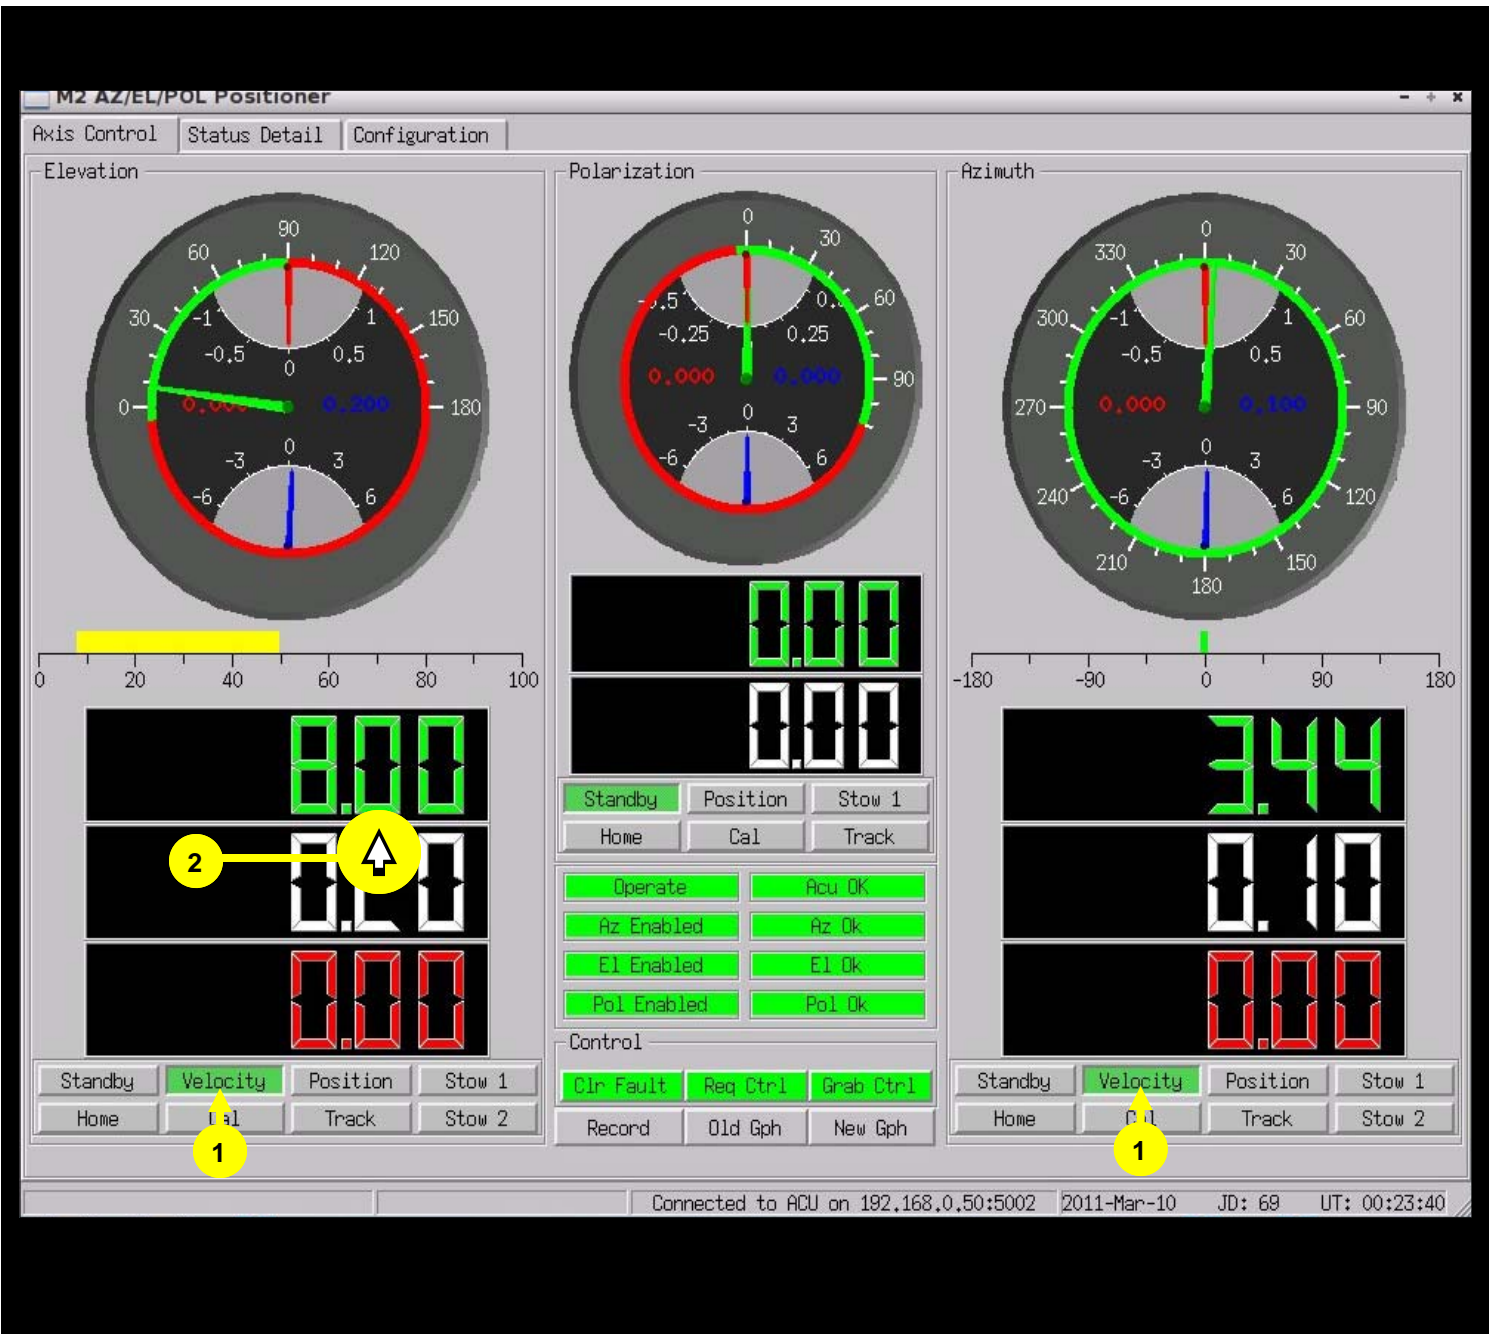 M2 AZ/EL/POL Positioner
Axis Control Status Detail Configuration
Elevation
90
60 120
30 150
-1 1
-0.5 0.5
0
0.200
0 180
0
-3 3
-6 6
0 20 40 60 80 100
8.00
2
0.00
Standby Velocity Position Stow 1
Home Track Stow 2
1
Polarization
0
30
60
-0.25 0.25
0.000 0.000 90
0
-3 3
-6 6
0.00
0.00
Standby Position Stow 1
Home Cal Track
Operate Acu OK
Az Enabled Az Ok
El Enabled El Ok
Pol Enabled Pol Ok
Control
Clr Fault Req Ctrl Grab Ctrl
Record Old Gph New Gph
Azimuth
0
330 30
300 -1 1 60
-0.5 0.5
0.000 0.100
270 90
0
-3 3
240 -6 6 120
210 150
180
-180 -90 0 90 180
3.44
0.10
0.00
Standby Velocity Position Stow 1
Home Track Stow 2
1
Connected to ACU on 192.168.0.50:5002 2011-Mar-10 JD: 69 UT: 00:23:40